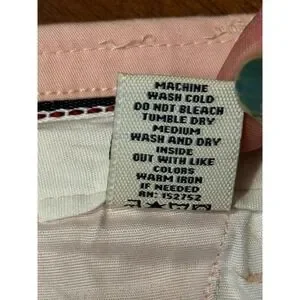 MACHINE
WASH COLD
DO NOT BLEACH
TUMBLE DRY
MEDIUM
WASH AND DRY
INSIDE
OUT WITH LIKE
COLORS
WARM IRON
IF NEEDED
RN: 152752